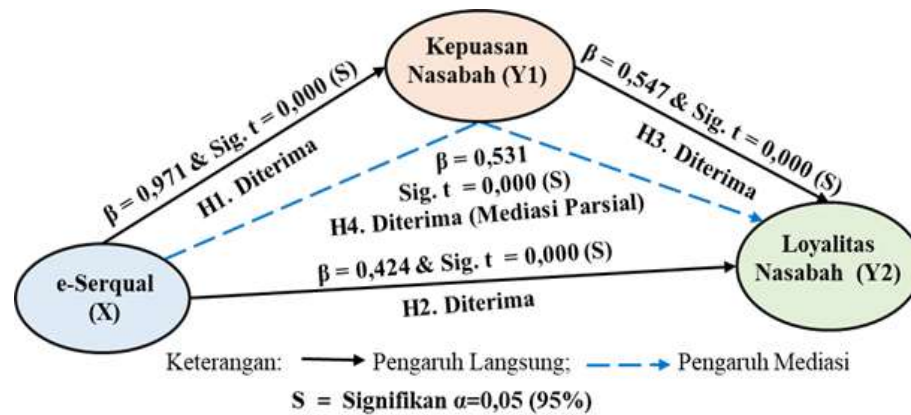 Kepuasan
Nasabah (Y1)
β = 0,971 & Sig. t = 0,000 (S)
H1. Diterima
β = 0,547 & Sig. t = 0,000 (S)
H3. Diterima
β = 0,531
Sig. t = 0,000 (S)
H4. Diterima (Mediasi Parsial)
e-Serqual
(X)
β = 0,424 & Sig. t = 0,000 (S)
H2. Diterima
Loyalitas
Nasabah (Y2)
Keterangan: Pengaruh Langsung; Pengaruh Mediasi
S = Signifikan α=0,05 (95%)